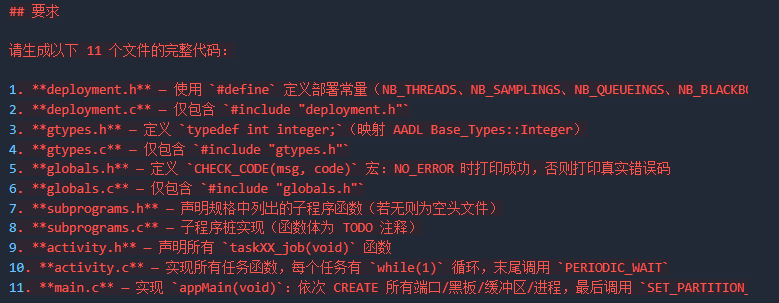 ## 要求
请生成以下 11 个文件的完整代码：
1. **deployment.h** — 使用 `#define` 定义部署常量（NB_THREADS、NB_SAMPLINGS、NB_QUEUEINGS、NB_BLACKBO
2. **deployment.c** — 仅包含 `#include "deployment.h"`
3. **gtypes.h** — 定义 `typedef int integer;`（映射 AADL Base_Types::Integer）
4. **gtypes.c** — 仅包含 `#include "gtypes.h"`
5. **globals.h** — 定义 `CHECK_CODE(msg, code)` 宏：NO_ERROR 时打印成功，否则打印真实错误码
6. **globals.c** — 仅包含 `#include "globals.h"`
7. **subprograms.h** — 声明规格中列出的子程序函数（若无则为空头文件）
8. **subprograms.c** — 子程序桩实现（函数体为 TODO 注释）
9. **activity.h** — 声明所有 `taskXX_job(void)` 函数
10. **activity.c** — 实现所有任务函数，每个任务有 `while(1)` 循环，末尾调用 `PERIODIC_WAIT`
11. **main.c** — 实现 `appMain(void)`：依次 CREATE 所有端口/黑板/缓冲区/进程，最后调用 `SET_PARTITION_